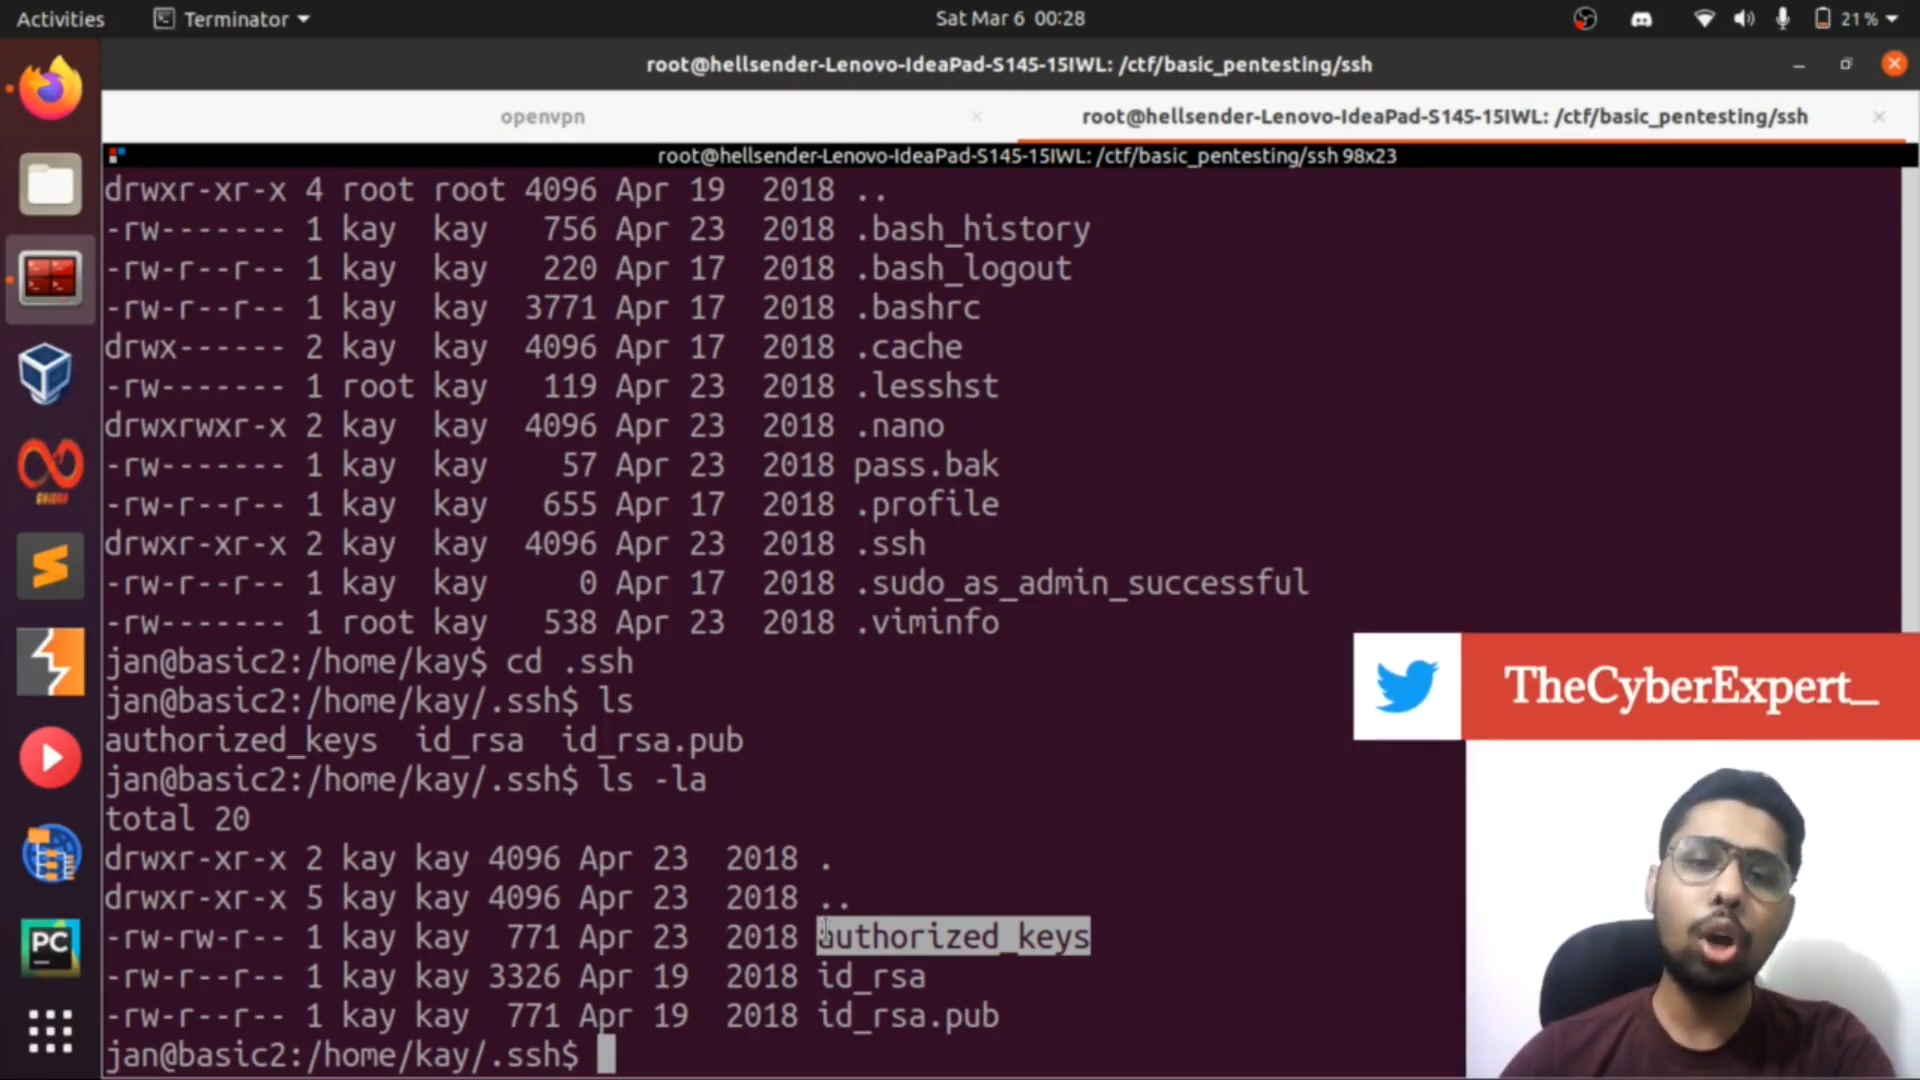 Activities Terminator Sat Mar 6 00:28 21%
root@hellsender-Lenovo-IdeaPad-S145-15IWL: /ctf/basic_pentesting/ssh
openvpn root@hellsender-Lenovo-IdeaPad-S145-15IWL: /ctf/basic_pentesting/ssh
root@hellsender-Lenovo-IdeaPad-S145-15IWL: /ctf/basic_pentesting/ssh 98x23
drwxr-xr-x 4 root root 4096 Apr 19  2018 ..
-rw------- 1 kay  kay   756 Apr 23  2018 .bash_history
-rw-r--r-- 1 kay  kay   220 Apr 17  2018 .bash_logout
-rw-r--r-- 1 kay  kay  3771 Apr 17  2018 .bashrc
drwx------ 2 kay  kay  4096 Apr 17  2018 .cache
-rw------- 1 root kay   119 Apr 23  2018 .lesshst
drwxrwxr-x 2 kay  kay  4096 Apr 23  2018 .nano
-rw------- 1 kay  kay    57 Apr 23  2018 pass.bak
-rw-r--r-- 1 kay  kay   655 Apr 17  2018 .profile
drwxr-xr-x 2 kay  kay  4096 Apr 23  2018 .ssh
-rw-r--r-- 1 kay  kay     0 Apr 17  2018 .sudo_as_admin_successful
-rw------- 1 root kay   538 Apr 23  2018 .viminfo
jan@basic2:/home/kay$ cd .ssh
jan@basic2:/home/kay/.ssh$ ls
authorized_keys  id_rsa  id_rsa.pub
jan@basic2:/home/kay/.ssh$ ls -la
total 20
drwxr-xr-x 2 kay kay 4096 Apr 23  2018 .
drwxr-xr-x 5 kay kay 4096 Apr 23  2018 ..
-rw-rw-r-- 1 kay kay  771 Apr 23  2018 authorized_keys
-rw-r--r-- 1 kay kay 3326 Apr 19  2018 id_rsa
-rw-r--r-- 1 kay kay  771 Apr 19  2018 id_rsa.pub
jan@basic2:/home/kay/.ssh$
TheCyberExpert_
GHIDRA
PC